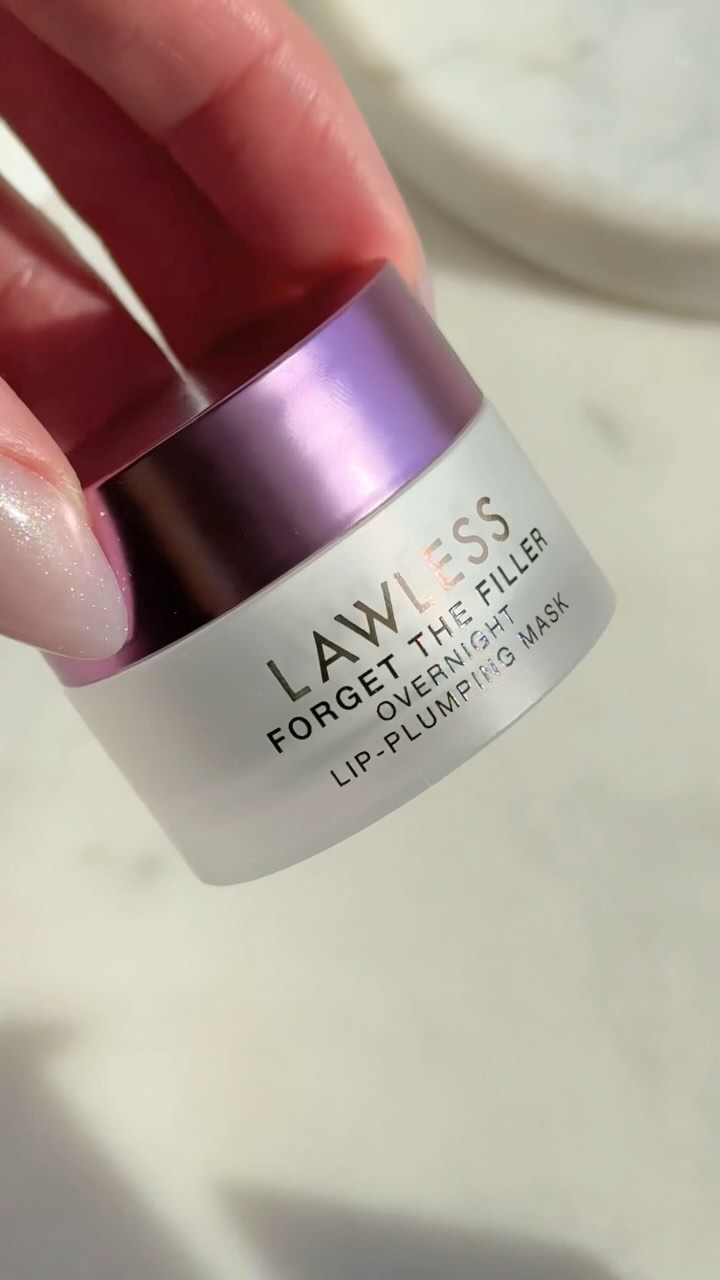 LAWLESS
FORGET THE FILLER
OVERNIGHT
LIP-PLUMPING MASK